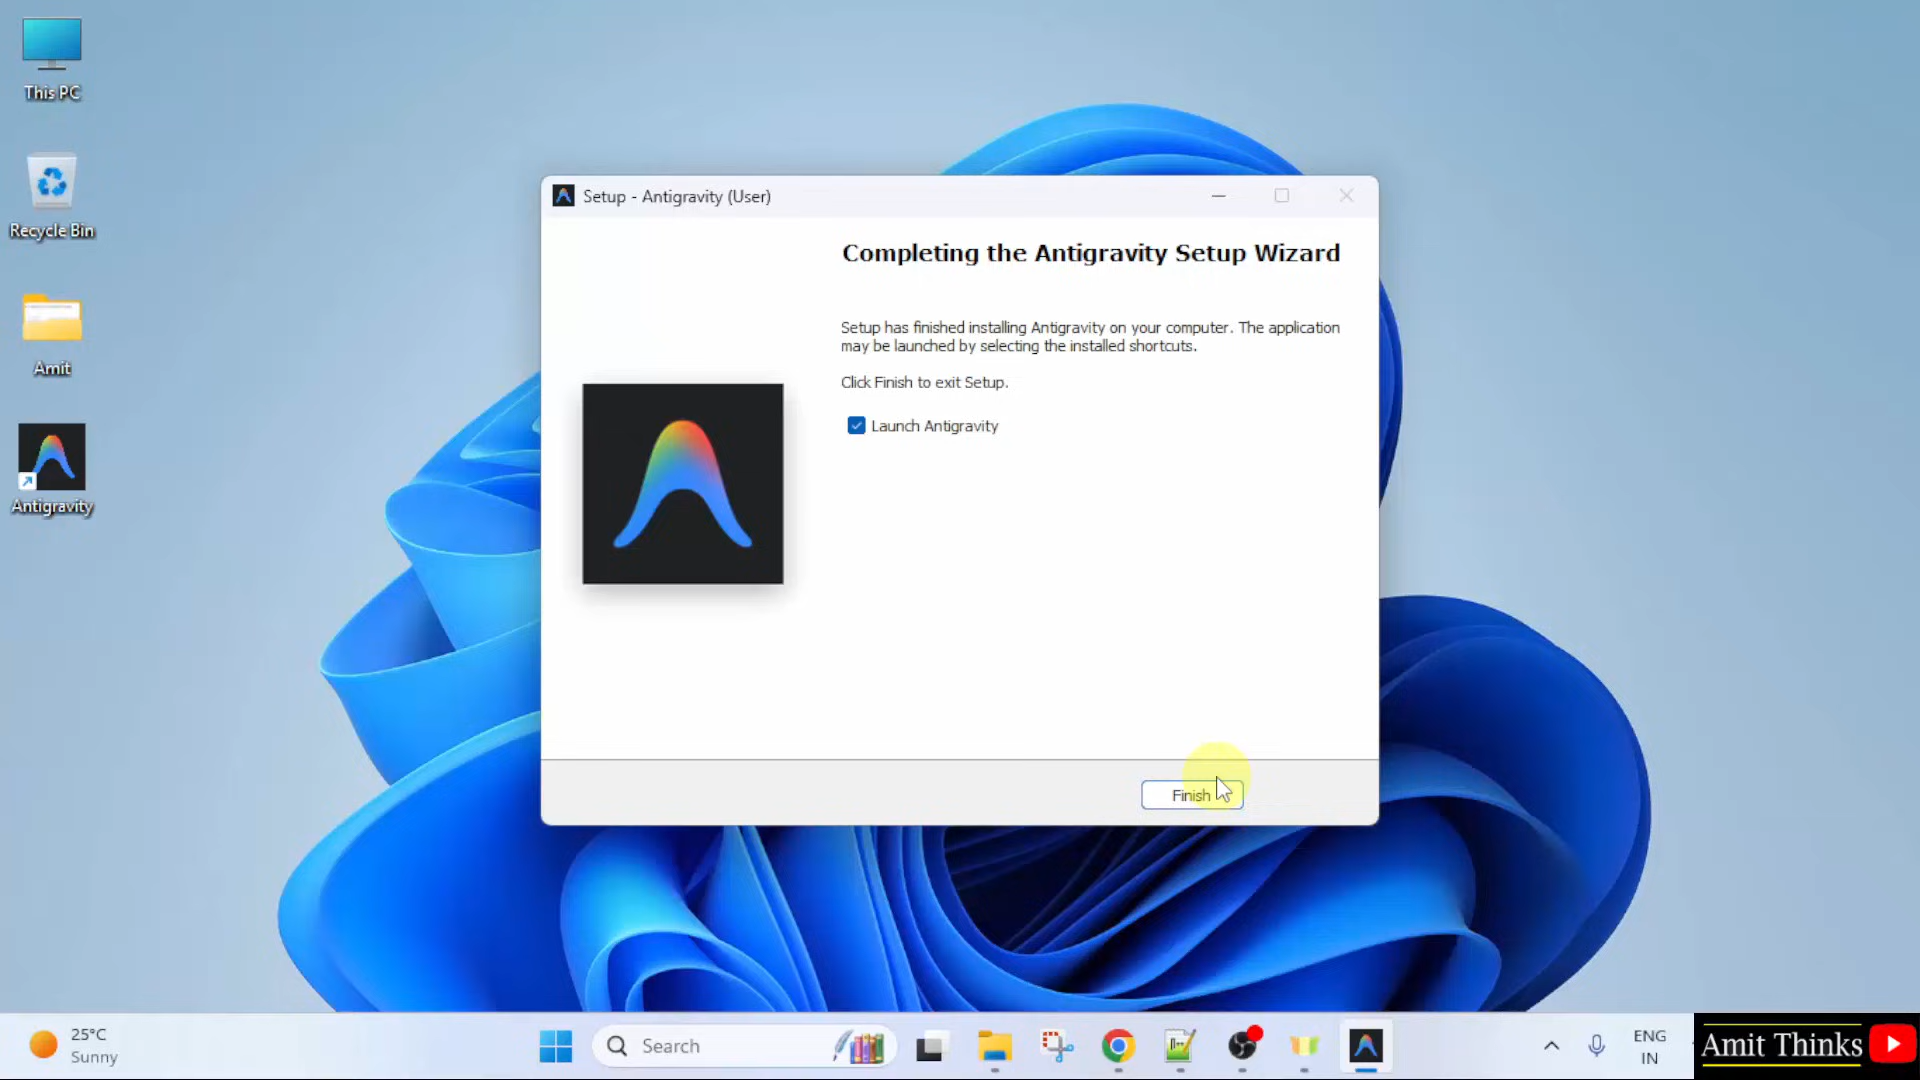 This PC
Recycle Bin
Amit
Antigravity
Setup - Antigravity (User)
Completing the Antigravity Setup Wizard
Setup has finished installing Antigravity on your computer. The application
may be launched by selecting the installed shortcuts.
Click Finish to exit Setup.
Launch Antigravity
Finish
25°C
Sunny
Search
ENG
IN
Amit Thinks